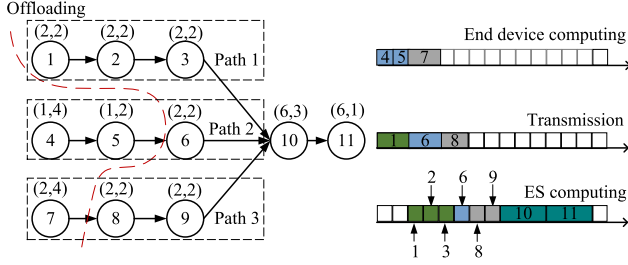 Offloading
(2,2) (2,2) (2,2)
1 2 3 Path 1
(1,4) (1,2) (2,2) (6,3) (6,1)
4 5 6 Path 2 10 11
(2,4) (2,2) (2,2)
7 8 9 Path 3
End device computing
4 5 7
Transmission
1 6 8
ES computing
2 6 9
10 11
1 3 8